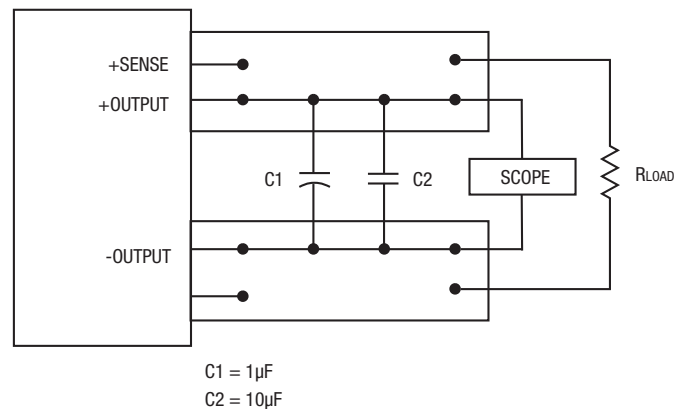 +SENSE
+OUTPUT
C1
C2
SCOPE
RLOAD
-OUTPUT
C1 = 1µF
C2 = 10µF